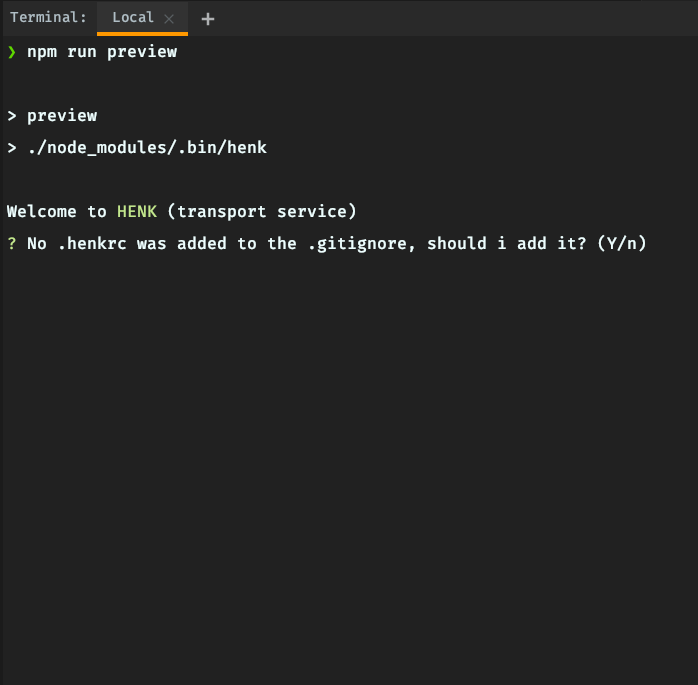 Terminal: Local × +
❯ npm run preview
> preview
> ./node_modules/.bin/henk
Welcome to HENK (transport service)
? No .henkrc was added to the .gitignore, should i add it? (Y/n)